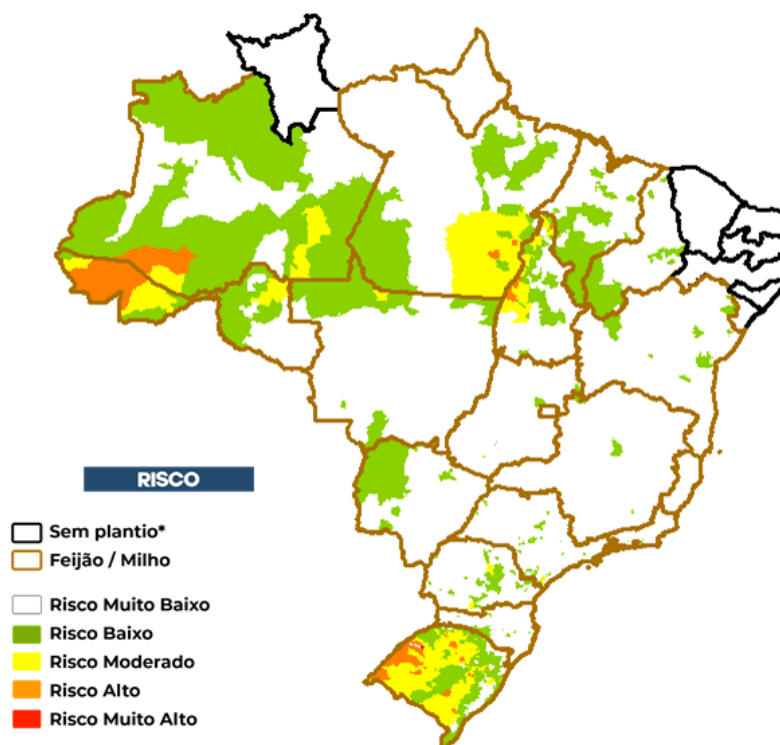 RISCO
Sem plantio*
Feijão / Milho
Risco Muito Baixo
Risco Baixo
Risco Moderado
Risco Alto
Risco Muito Alto